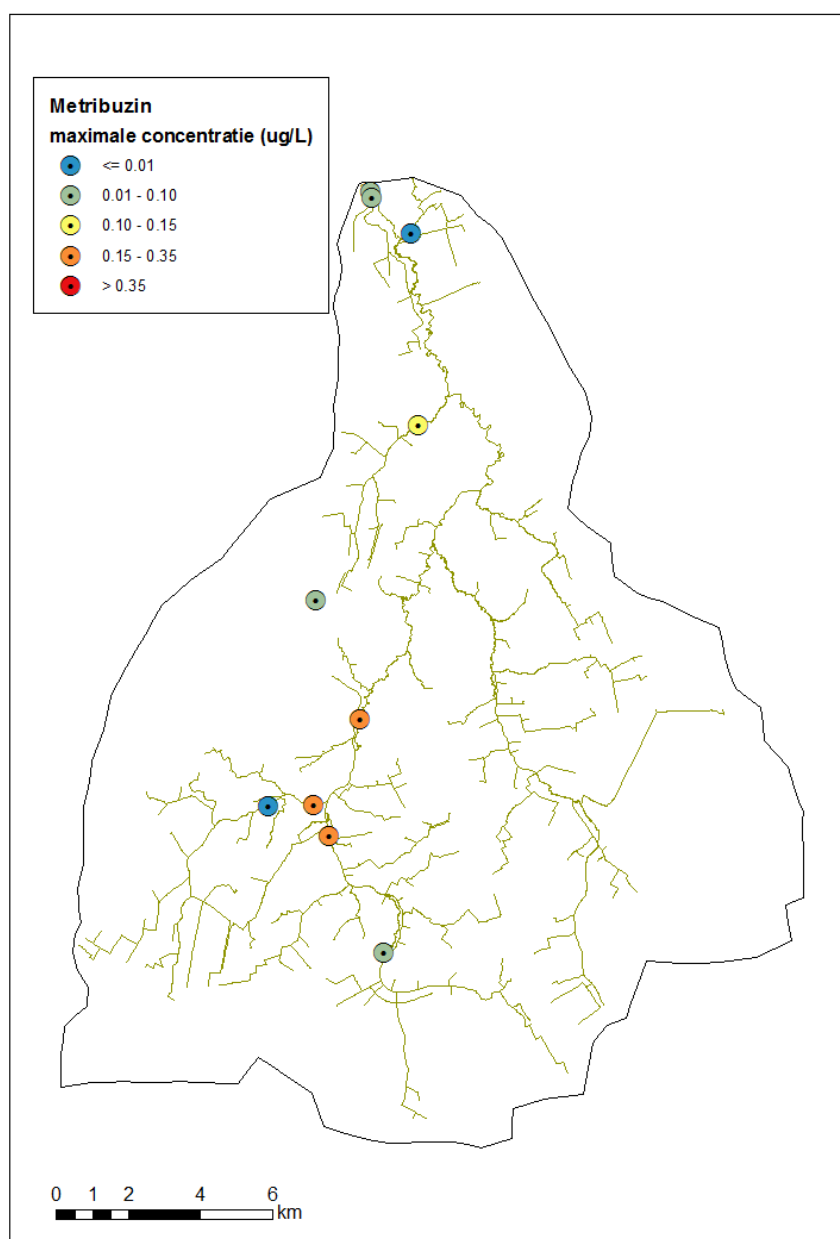 Metribuzin
maximale concentratie (ug/L)
<= 0.01
0.01 - 0.10
0.10 - 0.15
0.15 - 0.35
> 0.35
0 1 2 4 6
km